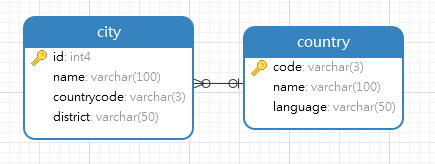 city
id: int4
name: varchar(100)
countrycode: varchar(3)
district: varchar(50)
country
code: varchar(3)
name: varchar(100)
language: varchar(50)